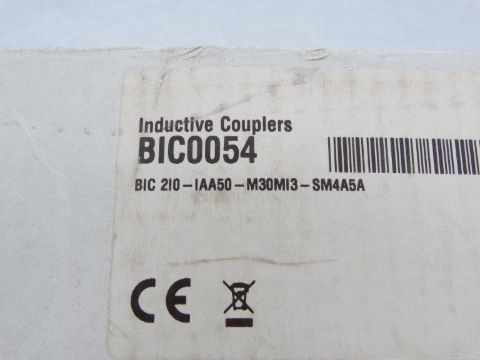 Inductive Couplers
BIC0054
BIC 2I0-IAA50-M30MI3-SM4A5A
CE